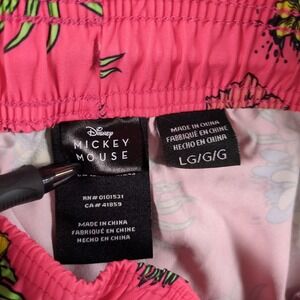 Disney
MICKEY
MOUSE
RN# 0101531
CA# 41859
MADE IN CHINA
FABRIQUÉ EN CHINE
HECHO EN CHINA
MADE IN CHINA
FABRIQUÉ EN CHINE
HECHO EN CHINA
LG/G/G